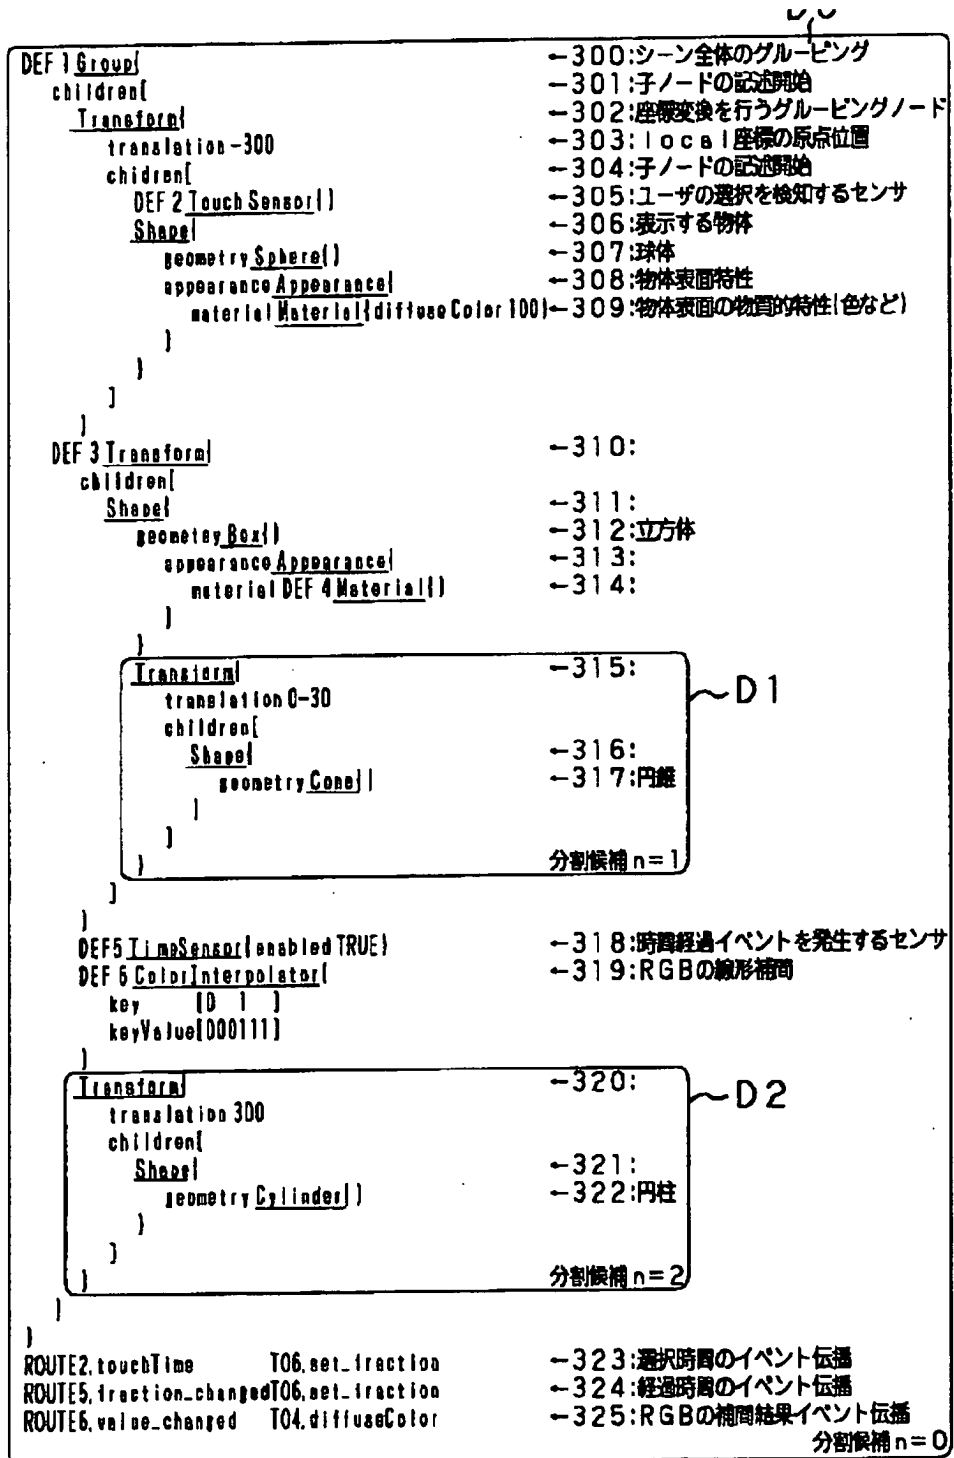 D0
DEF 1 Group{ ←300:シーン全体のグルーピング
children[ ←301:子ノードの記述開始
Transform{ ←302:座標変換を行うグルーピングノード
translation -300 ←303:local座標の原点位置
chidren[ ←304:子ノードの記述開始
DEF 2 Touch Sensor{} ←305:ユーザの選択を検知するセンサ
Shape{ ←306:表示する物体
geometry Sphere{} ←307:球体
appearance Appearance{ ←308:物体表面特性
material Material{diffuse Color 100} ←309:物体表面の物質的特性(色など)
}
}
]
}
DEF 3 Transform{ ←310:
children[
Shape{ ←311:
geometey Box{} ←312:立方体
appearance Appearance{ ←313:
material DEF 4 Material{} ←314:
}
}
Transform{ ←315:
translation 0-30
children[
Shape{ ←316:
geometry Cone{} ←317:円錐
}
]
} 分割候補 n=1
D1
]
}
DEF5 TimeSensor{enabled TRUE} ←318:時間経過イベントを発生するセンサ
DEF 6 ColorInterpolator{ ←319:RGBの線形補間
key [0 1 ]
keyValue[000111]
}
Transform{ ←320:
translation 300
children[
Shape{ ←321:
geometry Cylinder{} ←322:円柱
}
]
} 分割候補 n=2
D2
]
}
ROUTE2.touchTime TO6.set_fraction ←323:選択時間のイベント伝播
ROUTE5.fraction_changedTO6.set_fraction ←324:経過時間のイベント伝播
ROUTE6.value_changed TO4.diffuseColor ←325:RGBの補間結果イベント伝播
分割候補 n=0